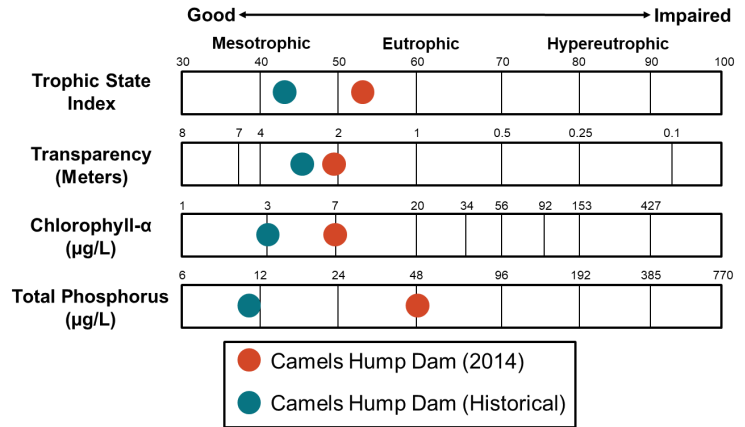 Good Impaired
Mesotrophic Eutrophic Hypereutrophic
30 40 50 60 70 80 90 100
Trophic State
Index
8 7 4 2 1 0.5 0.25 0.1
Transparency
(Meters)
1 3 7 20 34 56 92 153 427
Chlorophyll-α
(µg/L)
6 12 24 48 96 192 385 770
Total Phosphorus
(µg/L)
Camels Hump Dam (2014)
Camels Hump Dam (Historical)